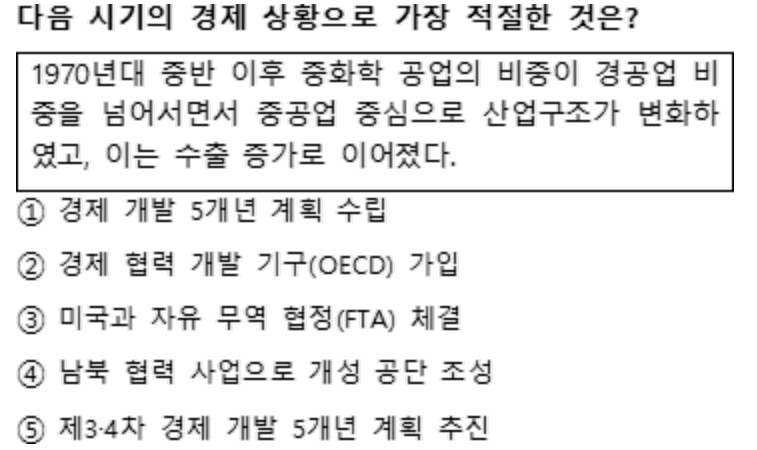 다음 시기의 경제 상황으로 가장 적절한 것은?
1970년대 중반 이후 중화학 공업의 비중이 경공업 비
중을 넘어서면서 중공업 중심으로 산업구조가 변화하
였고, 이는 수출 증가로 이어졌다.
① 경제 개발 5개년 계획 수립
② 경제 협력 개발 기구(OECD) 가입
③ 미국과 자유 무역 협정(FTA) 체결
④ 남북 협력 사업으로 개성 공단 조성
⑤ 제3·4차 경제 개발 5개년 계획 추진